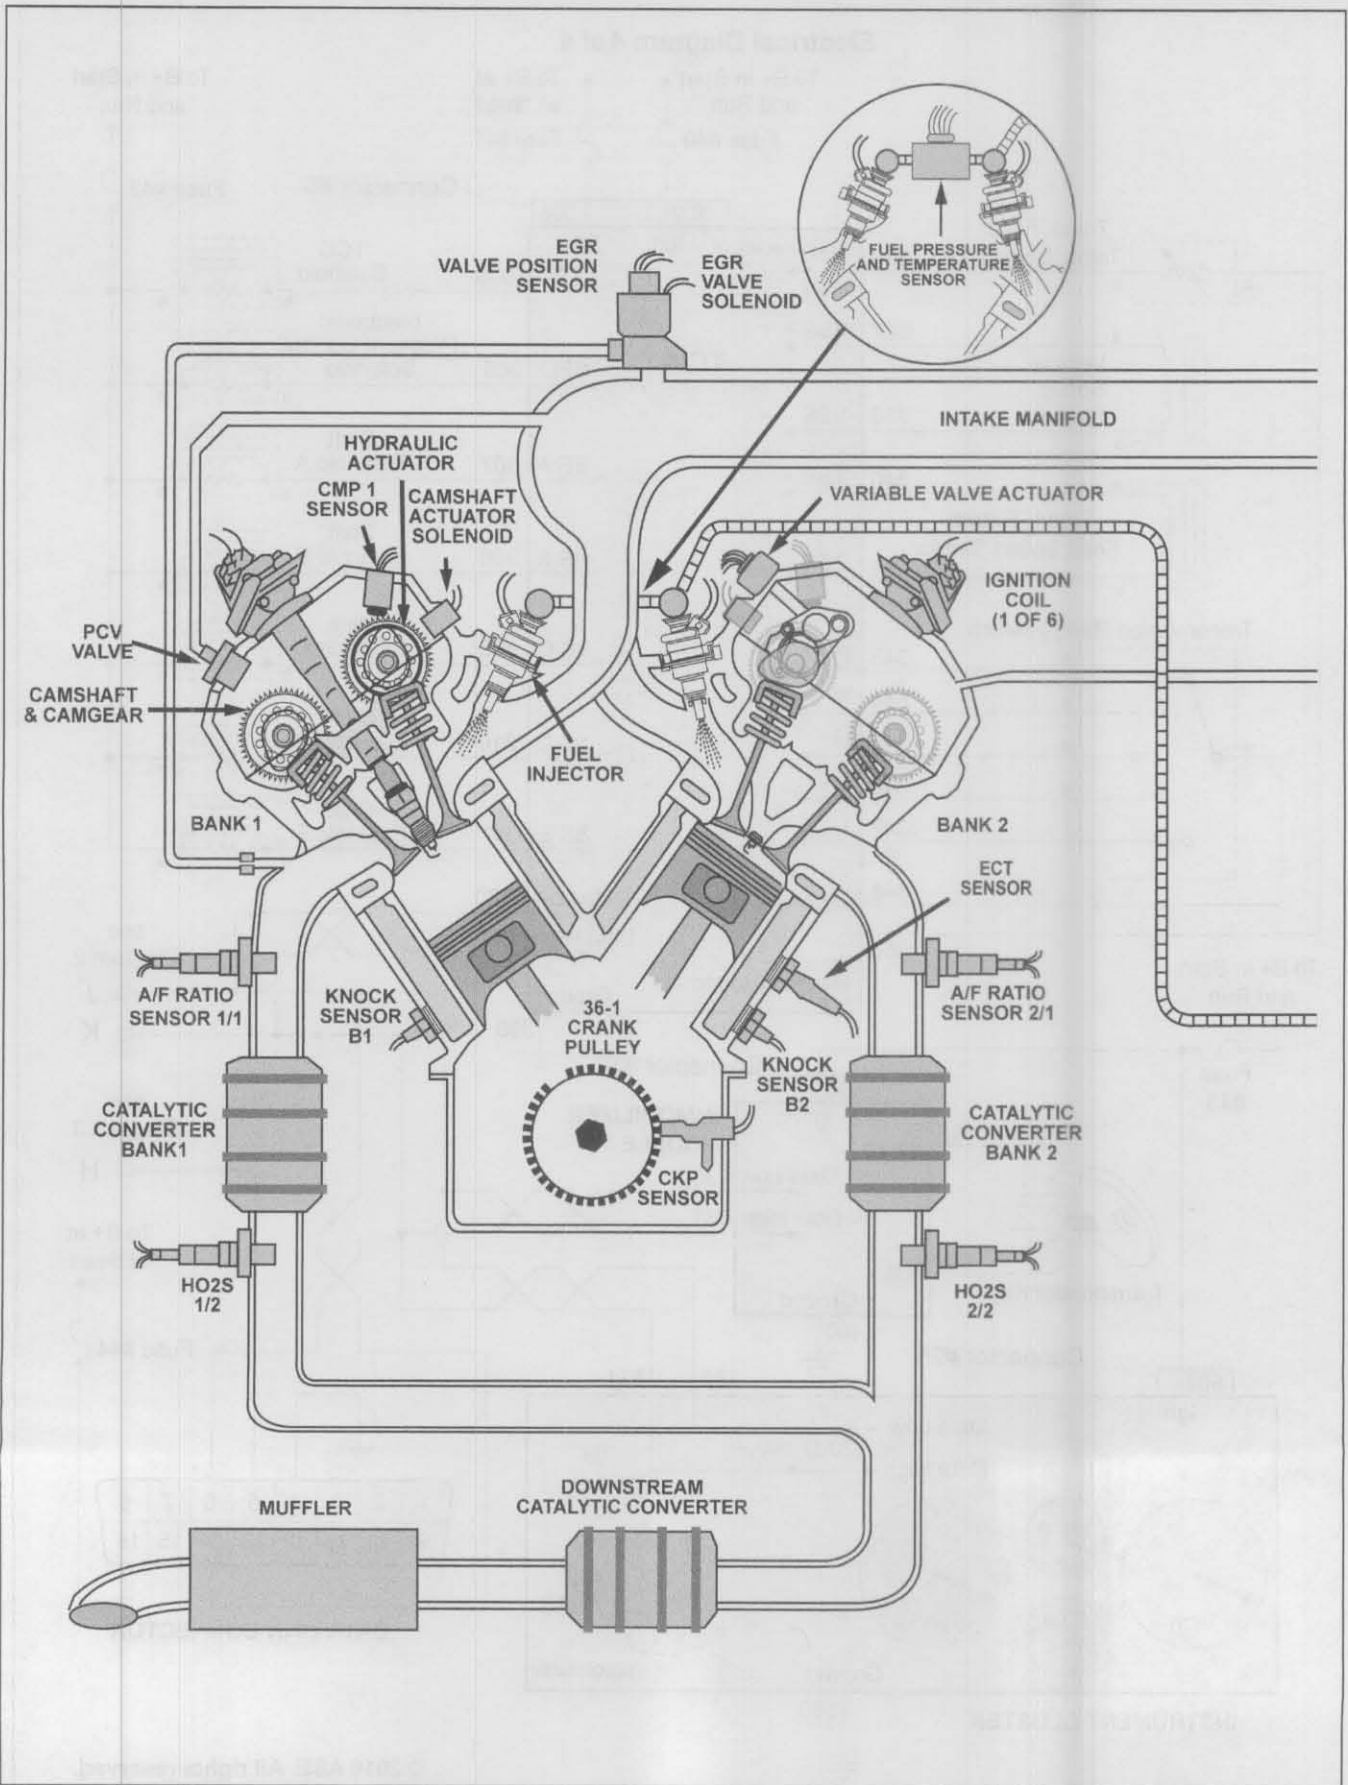 EGR
VALVE POSITION
SENSOR
EGR
VALVE
SOLENOID
FUEL PRESSURE
AND TEMPERATURE
SENSOR
INTAKE MANIFOLD
HYDRAULIC
ACTUATOR
CMP 1
SENSOR
CAMSHAFT
ACTUATOR
SOLENOID
VARIABLE VALVE ACTUATOR
IGNITION
COIL
(1 OF 6)
PCV
VALVE
CAMSHAFT
& CAMGEAR
FUEL
INJECTOR
BANK 1
BANK 2
ECT
SENSOR
A/F RATIO
SENSOR 1/1
KNOCK
SENSOR
B1
36-1
CRANK
PULLEY
A/F RATIO
SENSOR 2/1
KNOCK
SENSOR
B2
CATALYTIC
CONVERTER
BANK1
CATALYTIC
CONVERTER
BANK 2
CKP
SENSOR
HO2S
1/2
HO2S
2/2
MUFFLER
DOWNSTREAM
CATALYTIC CONVERTER